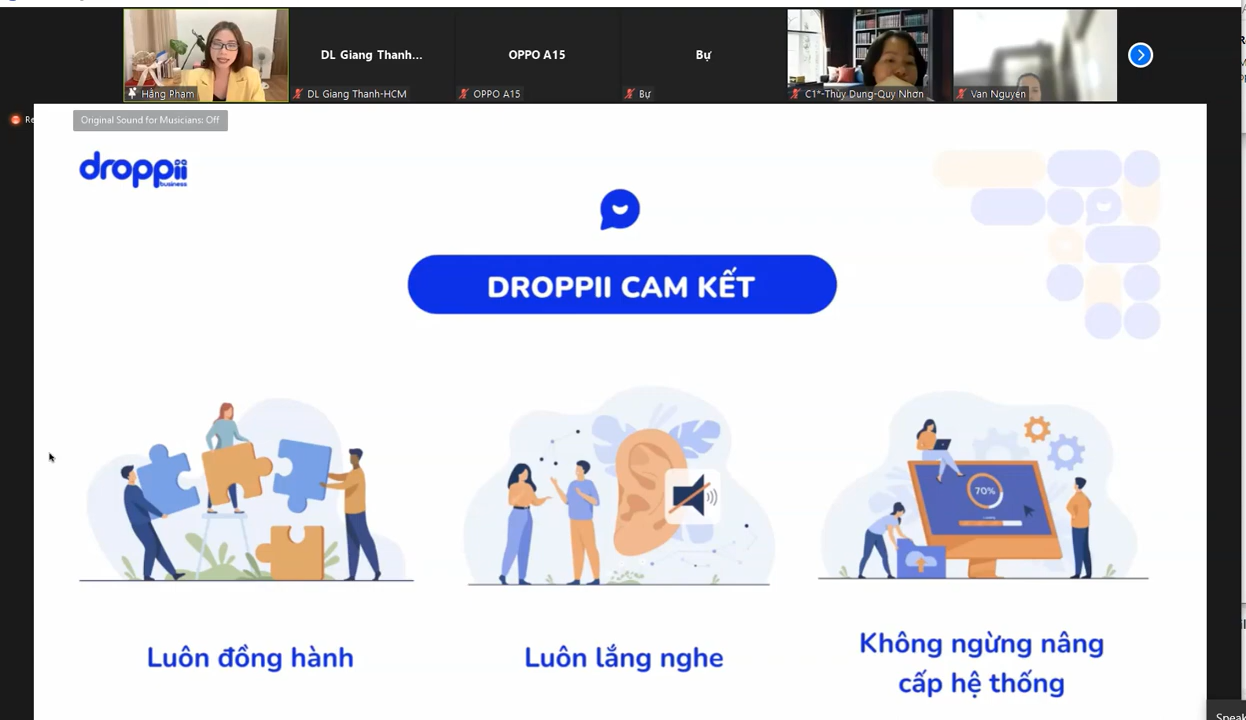 DL Giang Thanh...
OPPO A15
Bự
Hằng Phạm
DL Giang Thanh-HCM
OPPO A15
Bự
C1*-Thùy Dung-Quy Nhơn
Van Nguyen
Original Sound for Musicians: Off
droppii
business
DROPPII CAM KẾT
70%
Luôn đồng hành
Luôn lắng nghe
Không ngừng nâng
cấp hệ thống